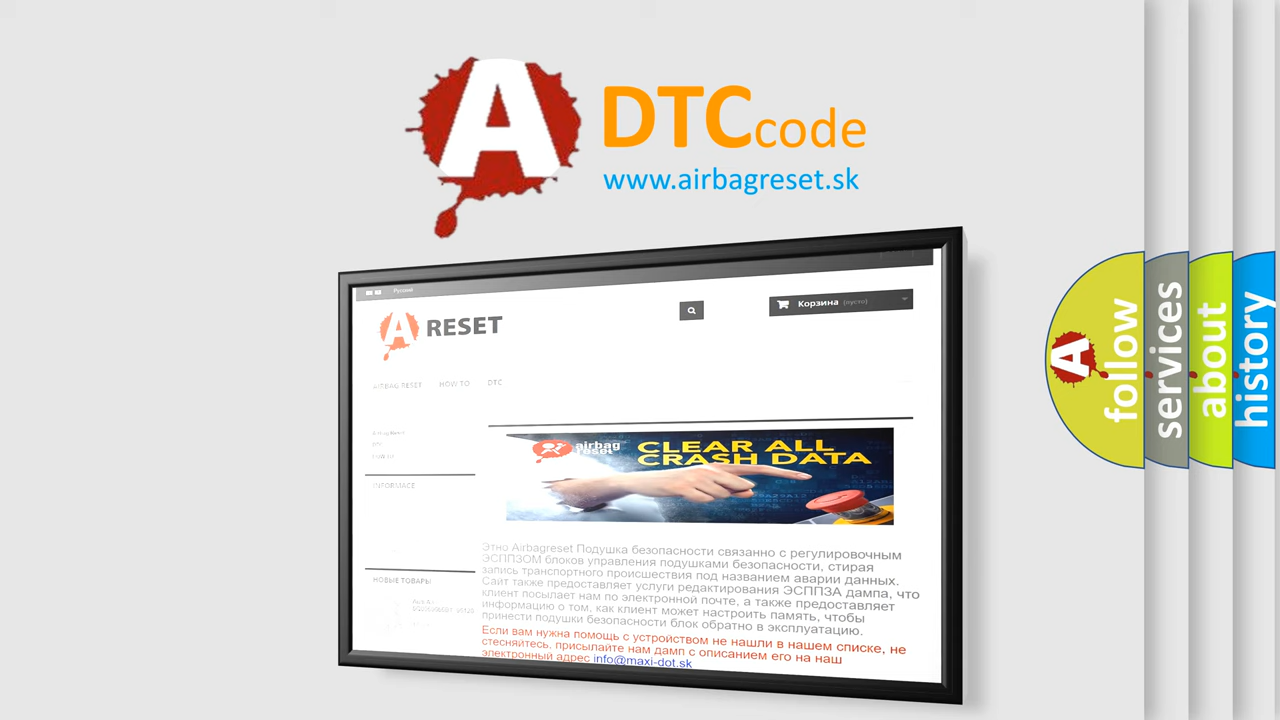 A DTCcode
www.airbagreset.sk
Русский
A RESET
Корзина (пусто)
AIRBAG RESET HOW TO DTC
INFORMACE
airbag
reset
CLEAR ALL
CRASH DATA
Этно Airbagreset Подушка безопасности связанно с регулировочным
ЭСППЗОМ блоков управления подушками безопасности, стирая
запись транспортного происшествия под названием аварии данных.
Сайт также предоставляет услуги редактирования ЭСППЗА дампа, что
клиент посылает нам по электронной почте, а также предоставляет
информацию о том, как клиент может настроить память, чтобы
принести подушки безопасности блок обратно в эксплуатацию.
Если вам нужна помощь с устройством не нашли в нашем списке, не
стесняйтесь, присылайте нам дамп с описанием его на наш
электронный адрес info@maxi-dot.sk
НОВЫЕ ТОВАРЫ
A follow
services
about
history